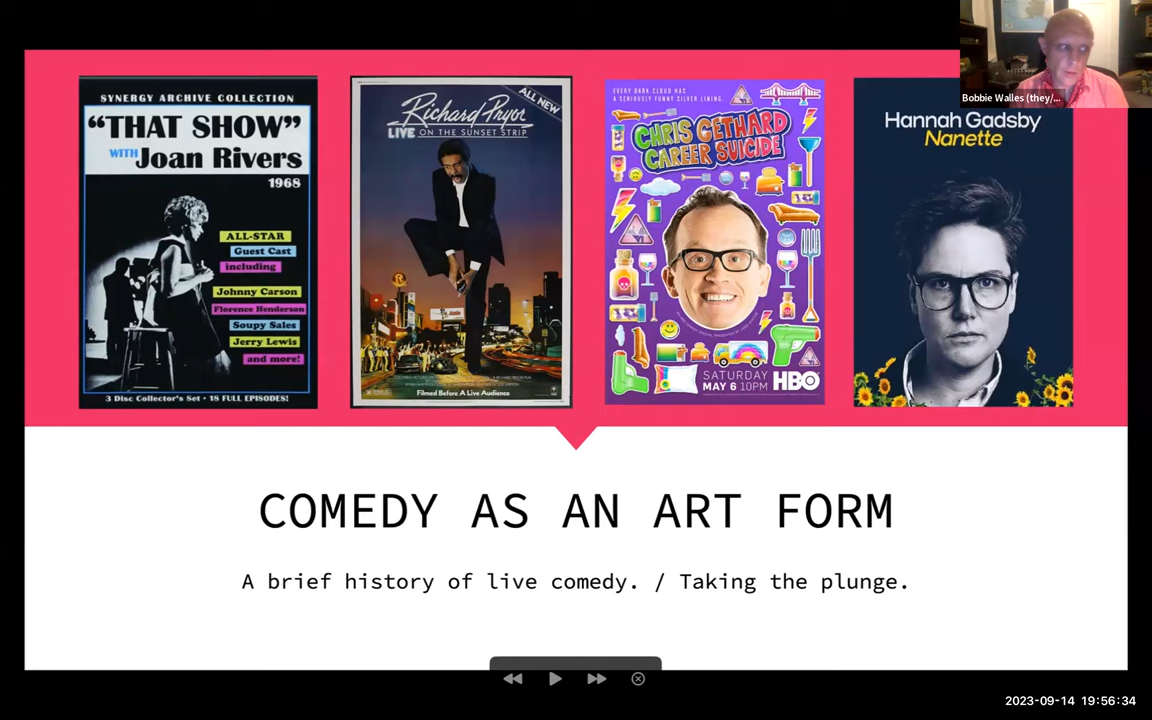 SYNERGY ARCHIVE COLLECTION
“THAT SHOW”
WITH Joan Rivers
1968
ALL-STAR
Guest Cast
including
Johnny Carson
Florence Henderson
Soupy Sales
Jerry Lewis
and more!
3 Disc Collector's Set • 18 FULL EPISODES!
ALL NEW
Richard Pryor
LIVE ON THE SUNSET STRIP
Filmed Before A Live Audience
EVERY DARK CLOUD HAS
A SERIOUSLY FUNNY SILVER LINING.
CHRIS GETHARD
CAREER SUICIDE
SATURDAY
MAY 6 10PM HBO
Hannah Gadsby
Nanette
Bobbie Walles (they/...
COMEDY AS AN ART FORM
A brief history of live comedy. / Taking the plunge.
2023-09-14 19:56:34